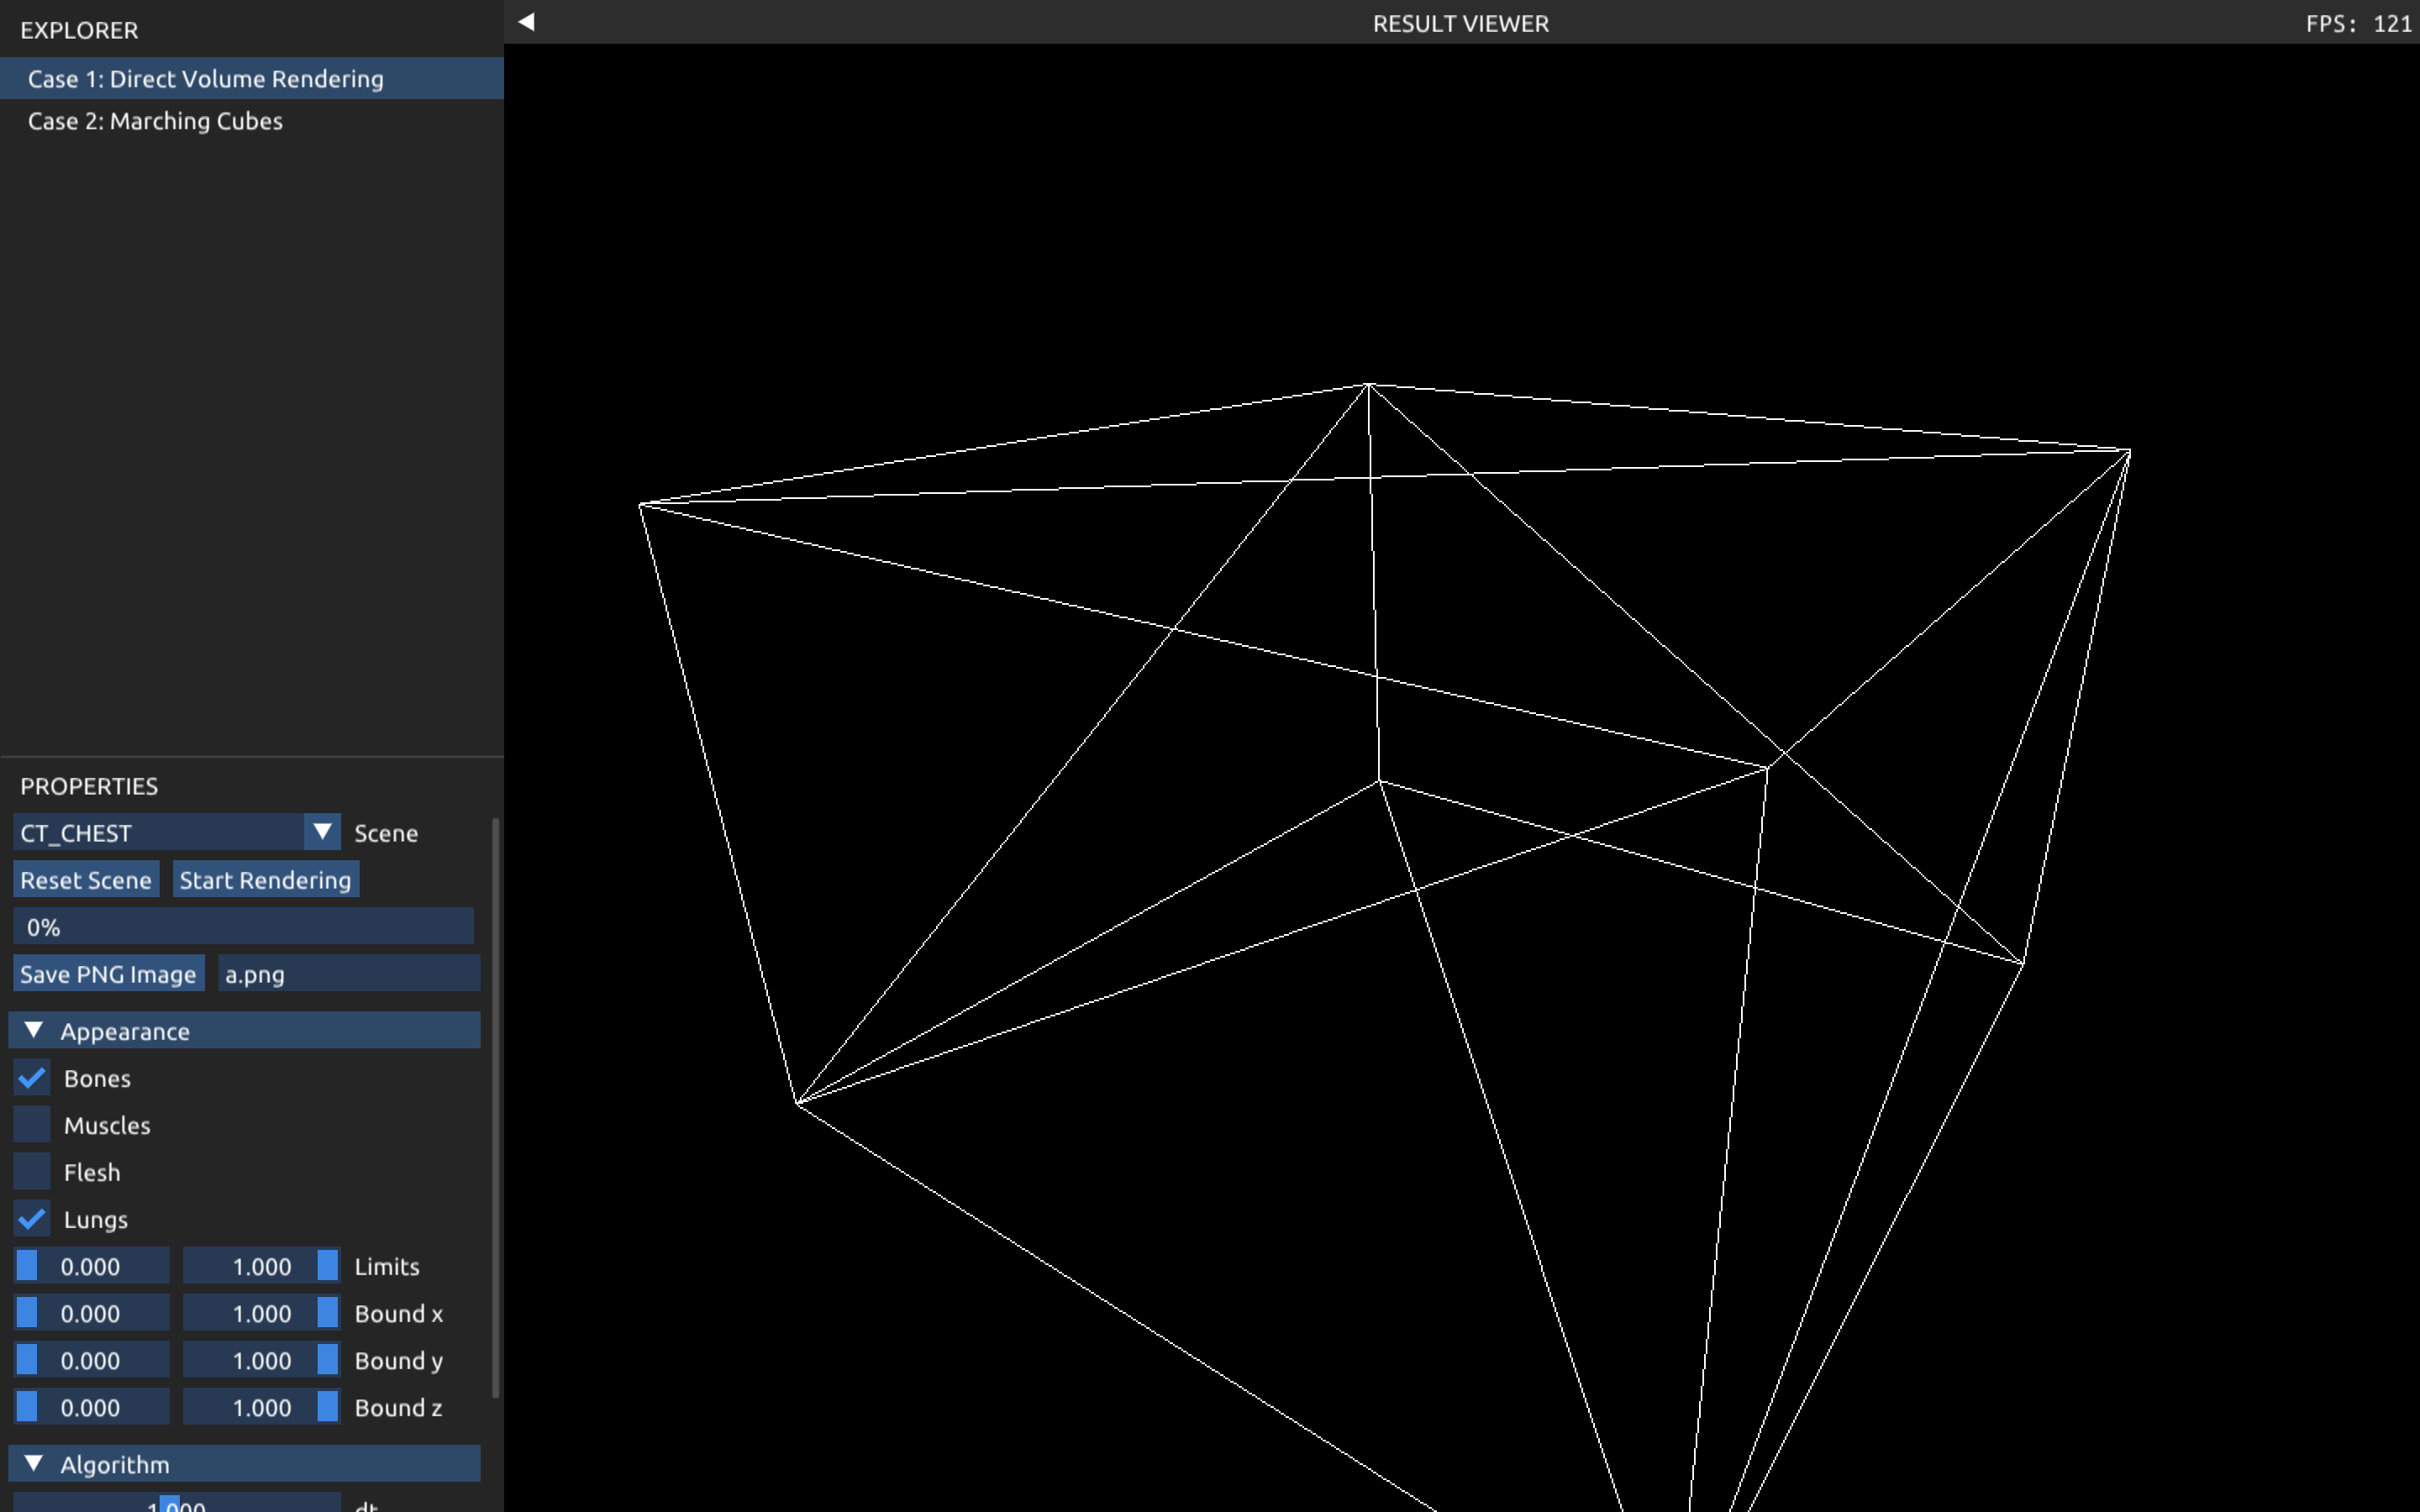 EXPLORER
Case 1: Direct Volume Rendering
Case 2: Marching Cubes
RESULT VIEWER
FPS: 121
PROPERTIES
CT_CHEST Scene
Reset Scene Start Rendering
0%
Save PNG Image a.png
Appearance
Bones
Muscles
Flesh
Lungs
0.000 1.000 Limits
0.000 1.000 Bound x
0.000 1.000 Bound y
0.000 1.000 Bound z
Algorithm
1.000 dt